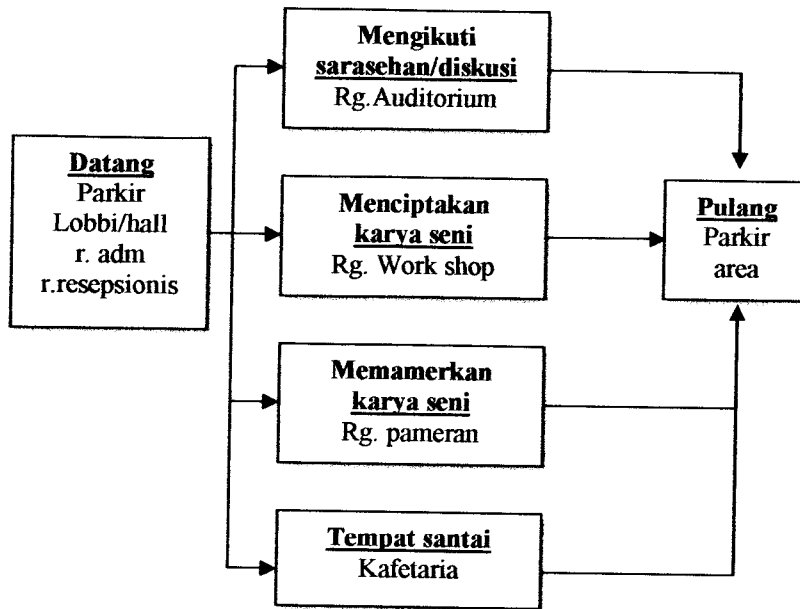 Datang
Parkir
Lobbi/hall
r. adm
r.resepsionis
Mengikuti
sarasehan/diskusi
Rg.Auditorium
Menciptakan
karya seni
Rg. Work shop
Memamerkan
karya seni
Rg. pameran
Tempat santai
Kafetaria
Pulang
Parkir
area